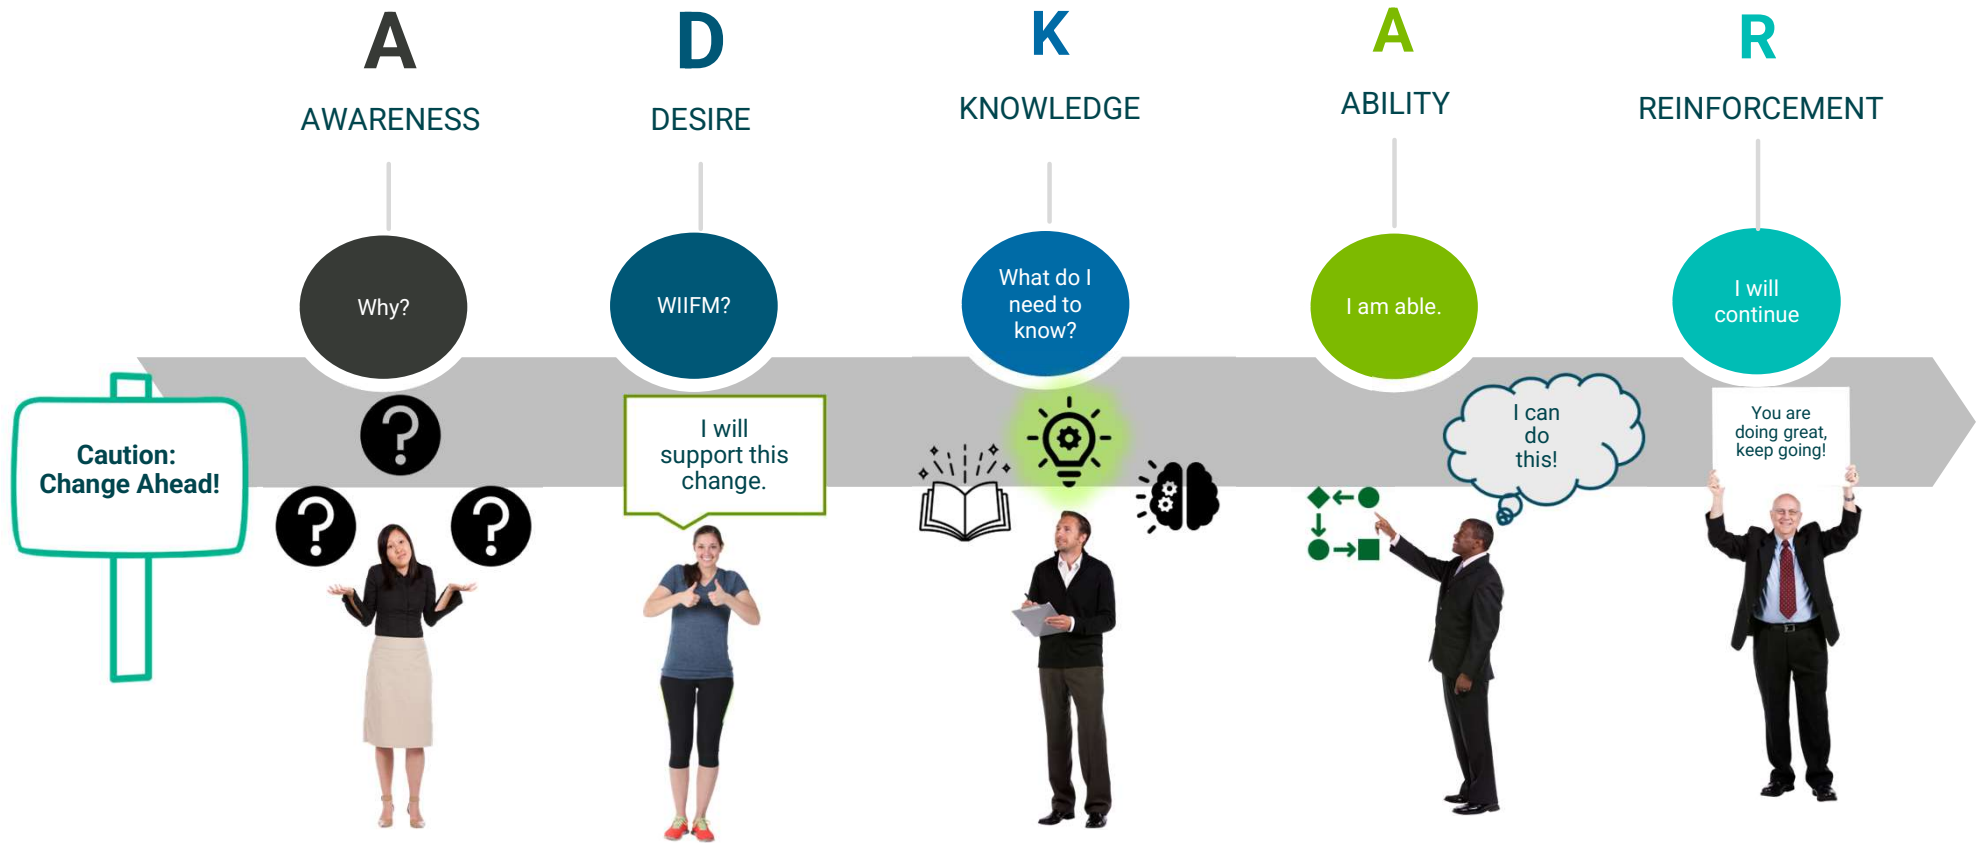 A
D
K
A
R
AWARENESS
DESIRE
KNOWLEDGE
ABILITY
REINFORCEMENT
Why?
WIIFM?
What do I
need to
know?
I am able.
I will
continue
Caution:
Change Ahead!
?
?
?
I will
support this
change.
I can
do
this!
You are
doing great,
keep going!